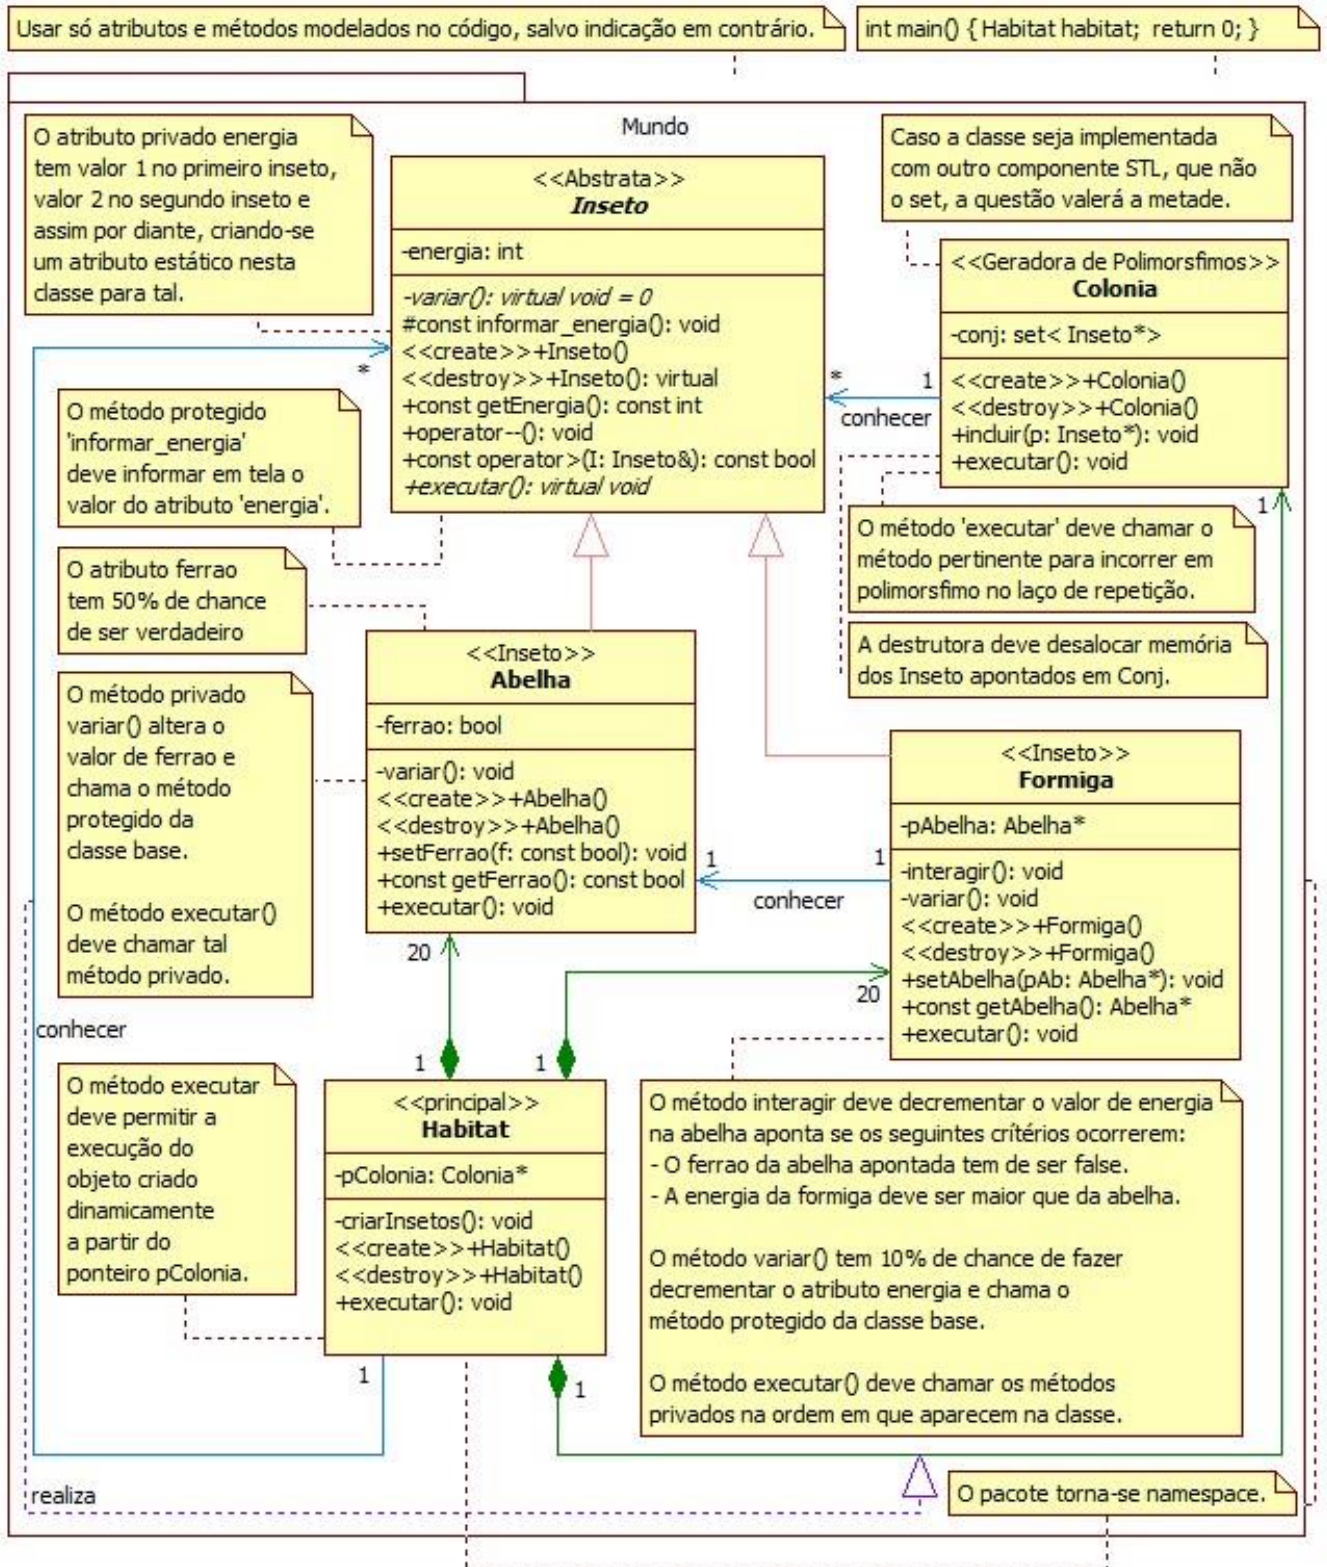 Usar só atributos e métodos modelados no código, salvo indicação em contrário.
int main() { Habitat habitat;  return 0; }
Mundo
O atributo privado energia
tem valor 1 no primeiro inseto,
valor 2 no segundo inseto e
assim por diante, criando-se
um atributo estático nesta
classe para tal.
<<Abstrata>>
Inseto
-energia: int
-variar(): virtual void = 0
#const informar_energia(): void
<<create>>+Inseto()
<<destroy>>+Inseto(): virtual
+const getEnergia(): const int
+operator--(): void
+const operator>(I: Inseto&): const bool
+executar(): virtual void
Caso a classe seja implementada
com outro componente STL, que não
o set, a questão valerá a metade.
<<Geradora de Polimorsfimos>>
Colonia
-conj: set< Inseto*>
<<create>>+Colonia()
<<destroy>>+Colonia()
+incluir(p: Inseto*): void
+executar(): void
*
*
1
conhecer
1
O método protegido
'informar_energia'
deve informar em tela o
valor do atributo 'energia'.
O método 'executar' deve chamar o
método pertinente para incorrer em
polimorsfimo no laço de repetição.
A destrutora deve desalocar memória
dos Inseto apontados em Conj.
O atributo ferrao
tem 50% de chance
de ser verdadeiro
O método privado
variar() altera o
valor de ferrao e
chama o método
protegido da
classe base.
O método executar()
deve chamar tal
método privado.
<<Inseto>>
Abelha
-ferrao: bool
-variar(): void
<<create>>+Abelha()
<<destroy>>+Abelha()
+setFerrao(f: const bool): void
+const getFerrao(): const bool
+executar(): void
<<Inseto>>
Formiga
-pAbelha: Abelha*
-interagir(): void
-variar(): void
<<create>>+Formiga()
<<destroy>>+Formiga()
+setAbelha(pAb: Abelha*): void
+const getAbelha(): Abelha*
+executar(): void
1
1
conhecer
20
20
conhecer
1
1
O método executar
deve permitir a
execução do
objeto criado
dinamicamente
a partir do
ponteiro pColonia.
<<principal>>
Habitat
-pColonia: Colonia*
-criarInsetos(): void
<<create>>+Habitat()
<<destroy>>+Habitat()
+executar(): void
O método interagir deve decrementar o valor de energia
na abelha aponta se os seguintes crítérios ocorrerem:
- O ferrao da abelha apontada tem de ser false.
- A energia da formiga deve ser maior que da abelha.
O método variar() tem 10% de chance de fazer
decrementar o atributo energia e chama o
método protegido da classe base.
O método executar() deve chamar os métodos
privados na ordem em que aparecem na classe.
1
1
realiza
O pacote torna-se namespace.